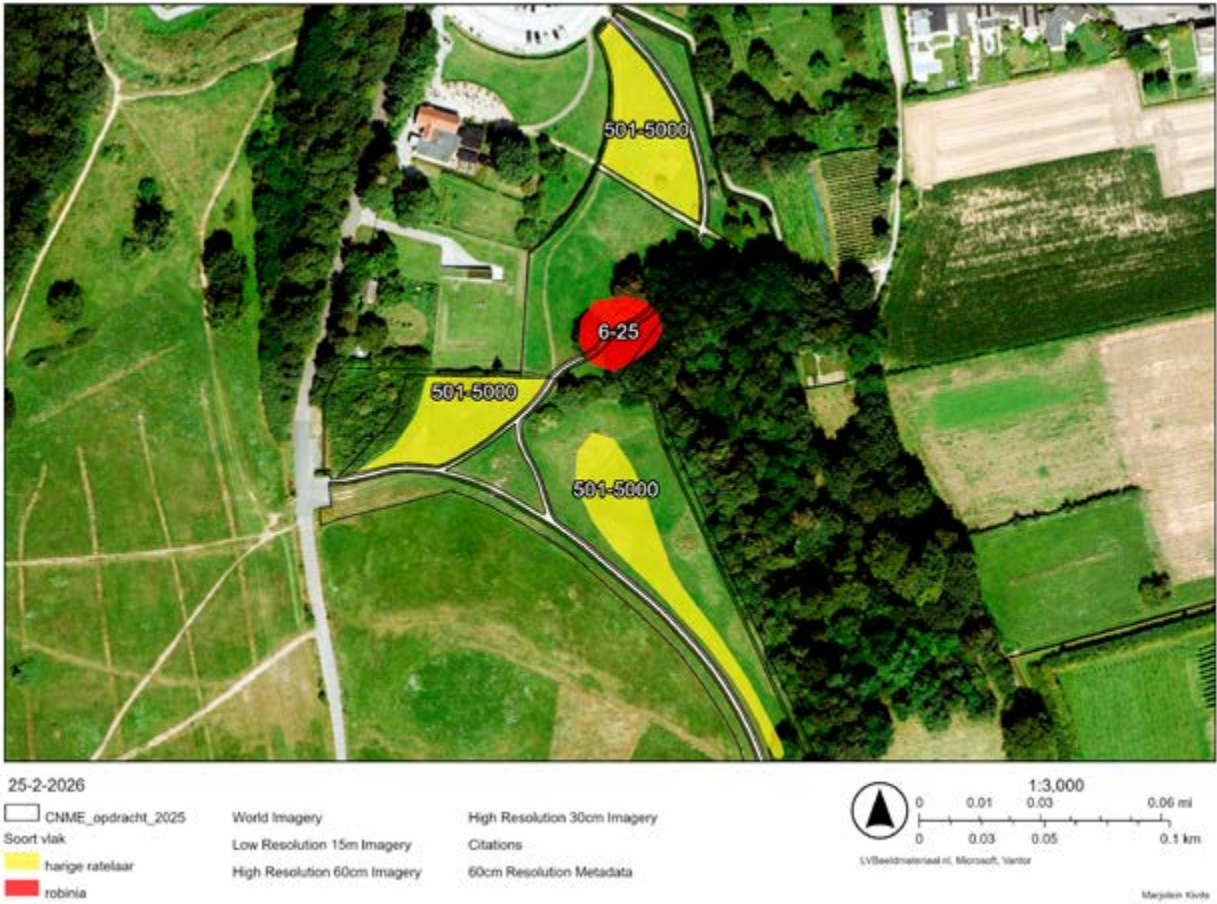 501-5000
6-25
501-5000
501-5000
25-2-2026
CNME_opdracht_2025
Soort vlak
harige ratelaar
robinia
World Imagery
Low Resolution 15m Imagery
High Resolution 60cm Imagery
High Resolution 30cm Imagery
Citations
60cm Resolution Metadata
1:3,000
0 0.01 0.03 0.06 mi
0 0.03 0.05 0.1 km
LVBeeldmateriaal nl, Microsoft, Vantor
Marjolein Kivits